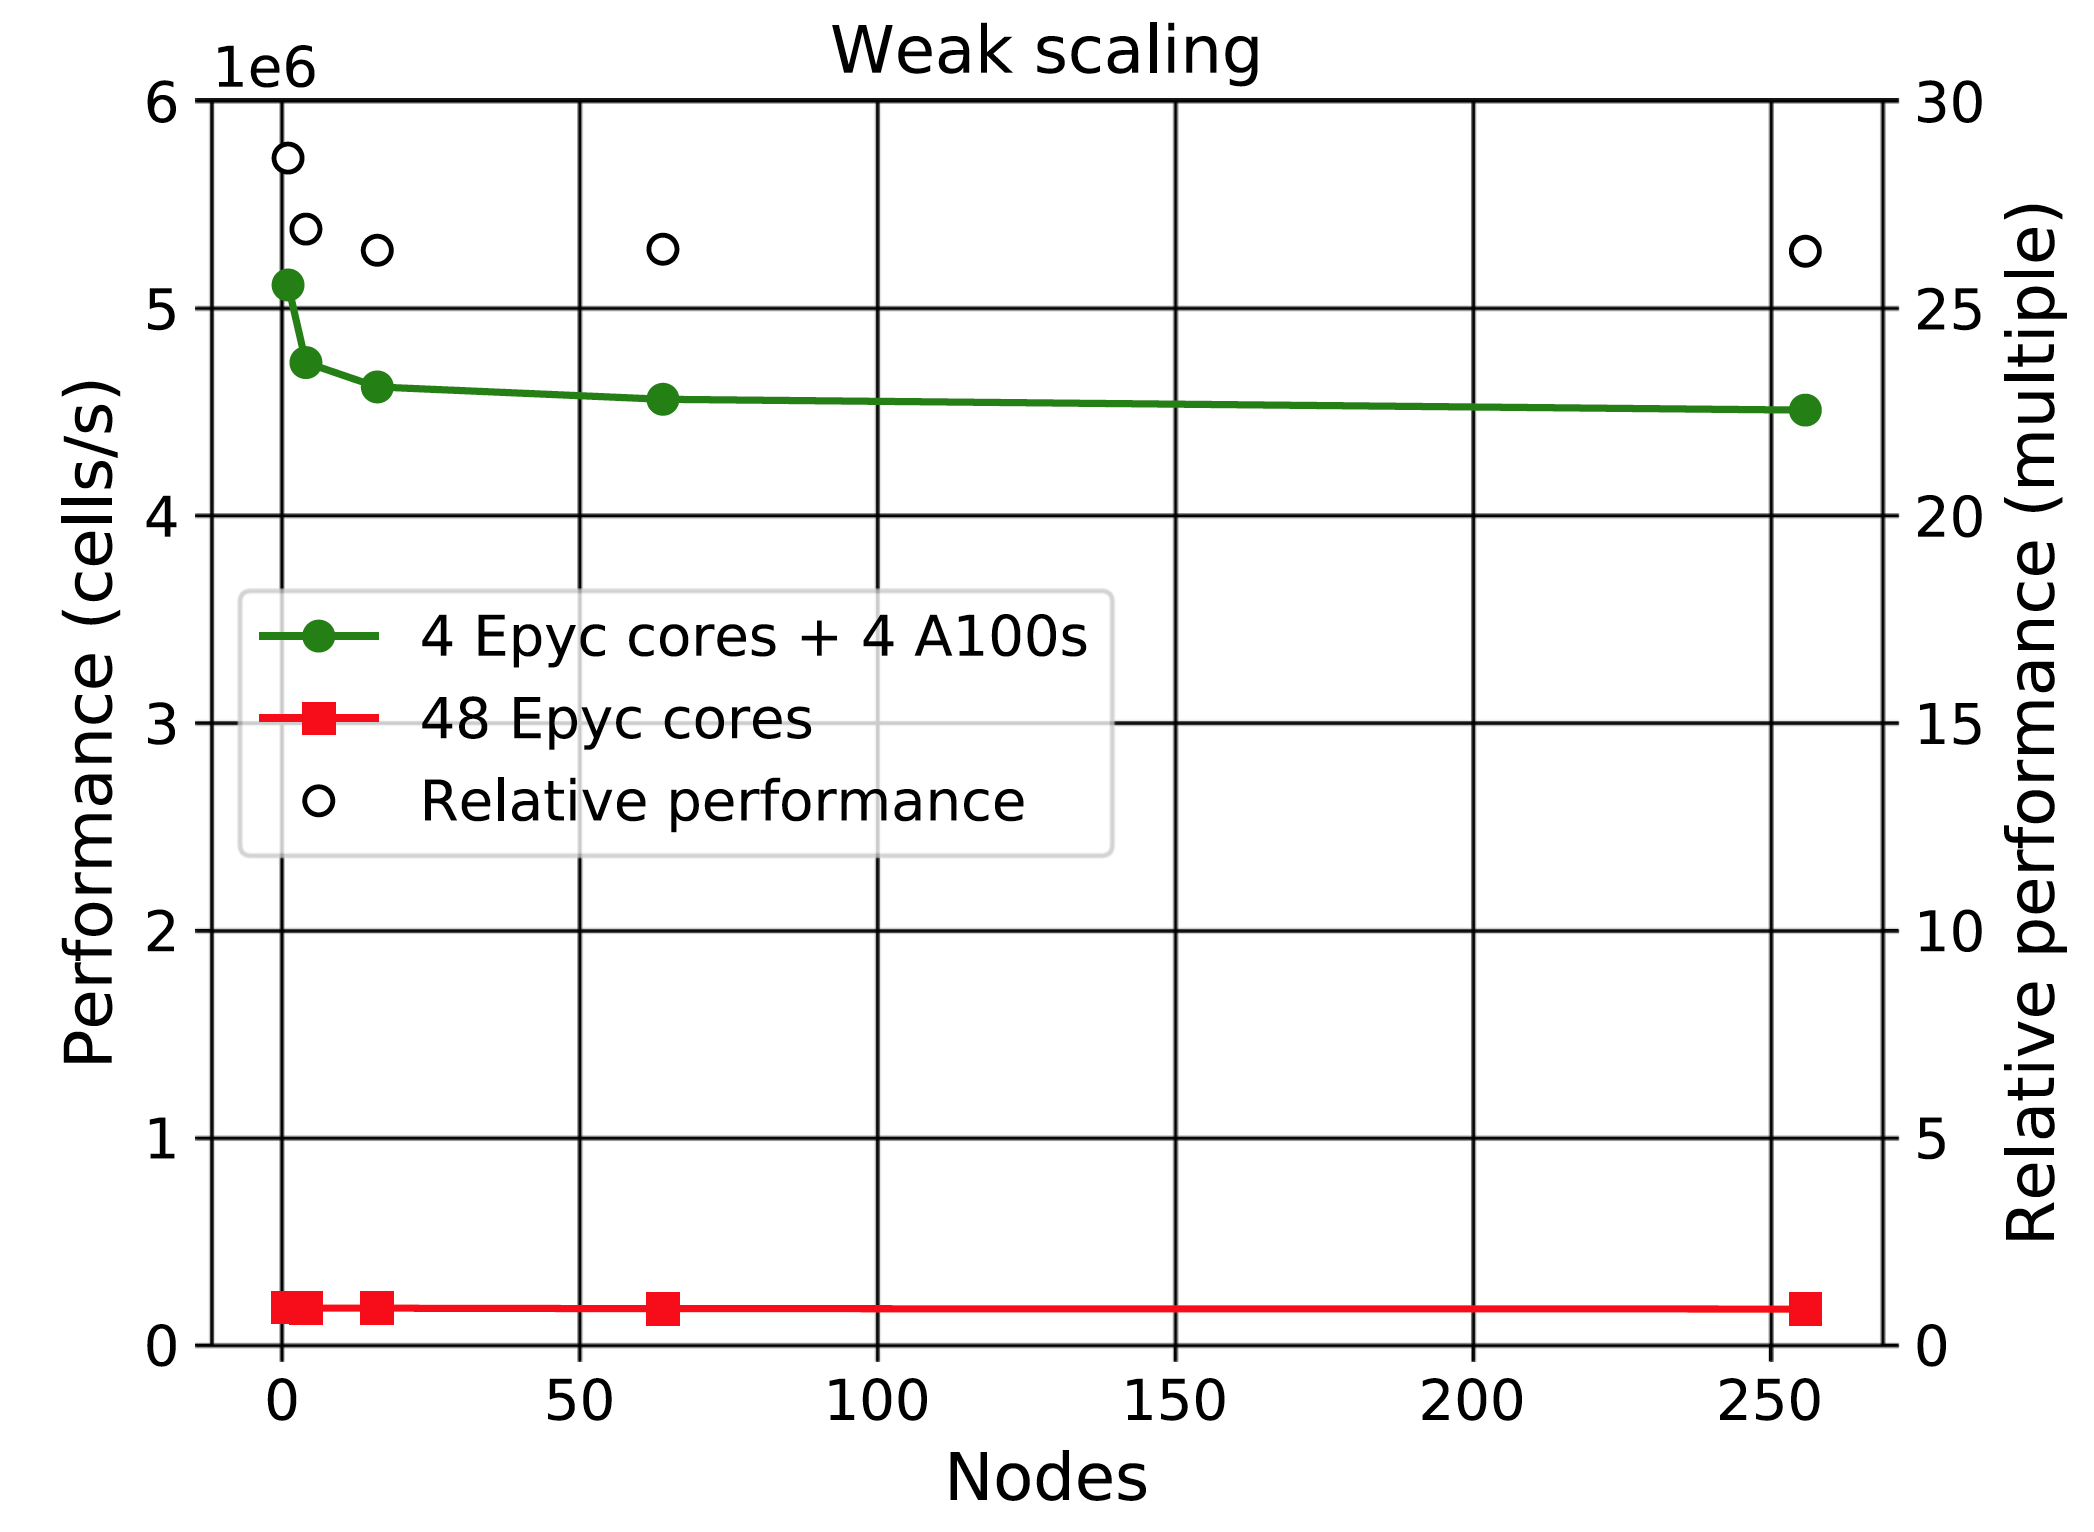 Weak scaling
1e6
6
5
4
3
2
1
0
Performance (cells/s)
30
25
20
15
10
5
0
Relative performance (multiple)
4 Epyc cores + 4 A100s
48 Epyc cores
Relative performance
0 50 100 150 200 250
Nodes